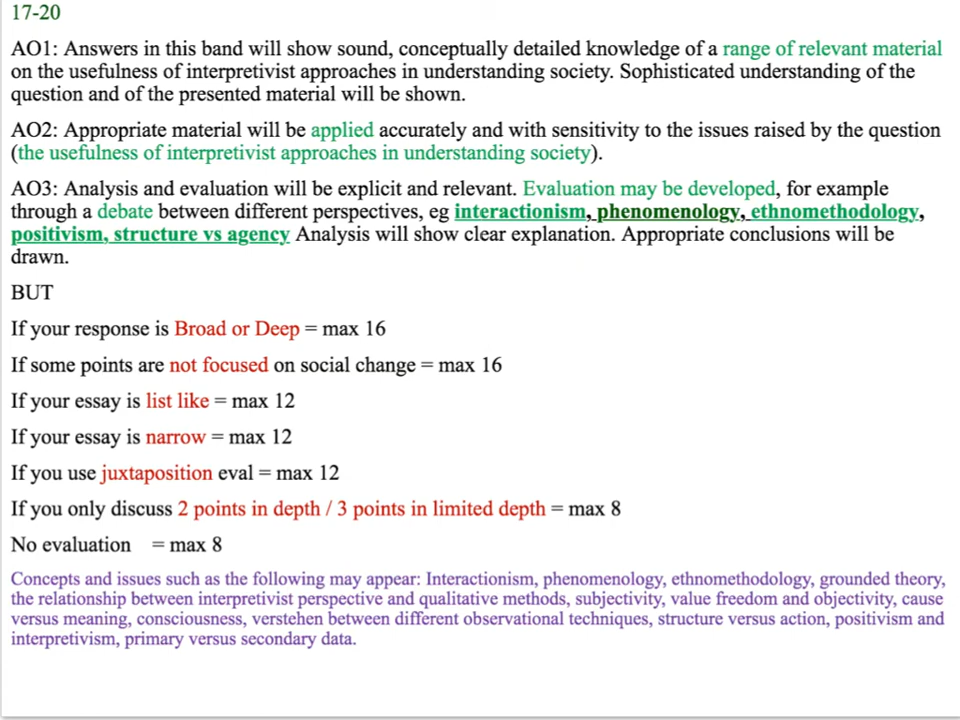 17-20
AO1: Answers in this band will show sound, conceptually detailed knowledge of a range of relevant material
on the usefulness of interpretivist approaches in understanding society. Sophisticated understanding of the
question and of the presented material will be shown.
AO2: Appropriate material will be applied accurately and with sensitivity to the issues raised by the question
(the usefulness of interpretivist approaches in understanding society).
AO3: Analysis and evaluation will be explicit and relevant. Evaluation may be developed, for example
through a debate between different perspectives, eg interactionism, phenomenology, ethnomethodology,
positivism, structure vs agency Analysis will show clear explanation. Appropriate conclusions will be
drawn.
BUT
If your response is Broad or Deep = max 16
If some points are not focused on social change = max 16
If your essay is list like = max 12
If your essay is narrow = max 12
If you use juxtaposition eval = max 12
If you only discuss 2 points in depth / 3 points in limited depth = max 8
No evaluation = max 8
Concepts and issues such as the following may appear: Interactionism, phenomenology, ethnomethodology, grounded theory,
the relationship between interpretivist perspective and qualitative methods, subjectivity, value freedom and objectivity, cause
versus meaning, consciousness, verstehen between different observational techniques, structure versus action, positivism and
interpretivism, primary versus secondary data.